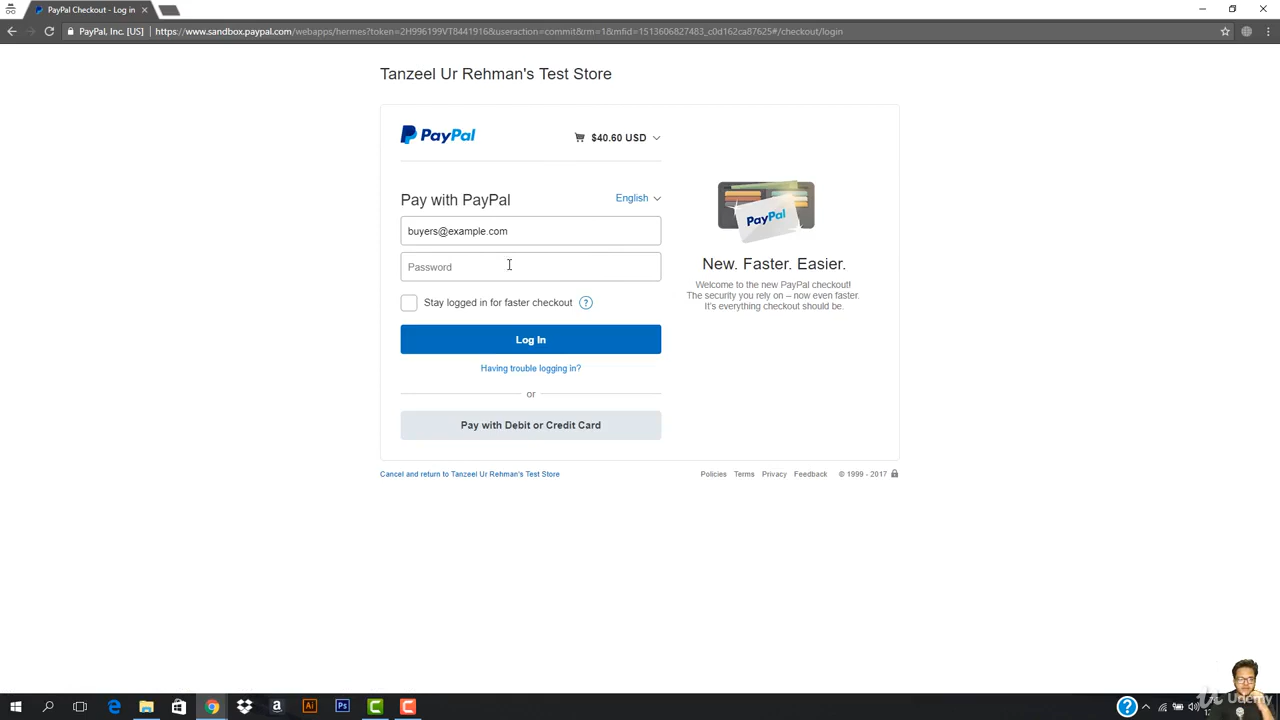 PayPal Checkout - Log in
PayPal, Inc. [US]
https://www.sandbox.paypal.com/webapps/hermes?token=2H996199VT8441916&useraction=commit&rm=1&mfid=1513606827483_c0d162ca87625#/checkout/login
Tanzeel Ur Rehman's Test Store
PayPal
$40.60 USD
Pay with PayPal
English
buyers@example.com
Password
Stay logged in for faster checkout ?
Log In
Having trouble logging in?
or
Pay with Debit or Credit Card
PayPal
New. Faster. Easier.
Welcome to the new PayPal checkout!
The security you rely on – now even faster.
It's everything checkout should be.
Cancel and return to Tanzeel Ur Rehman's Test Store
Policies Terms Privacy Feedback © 1999 - 2017
Ai
Ps
Udemy